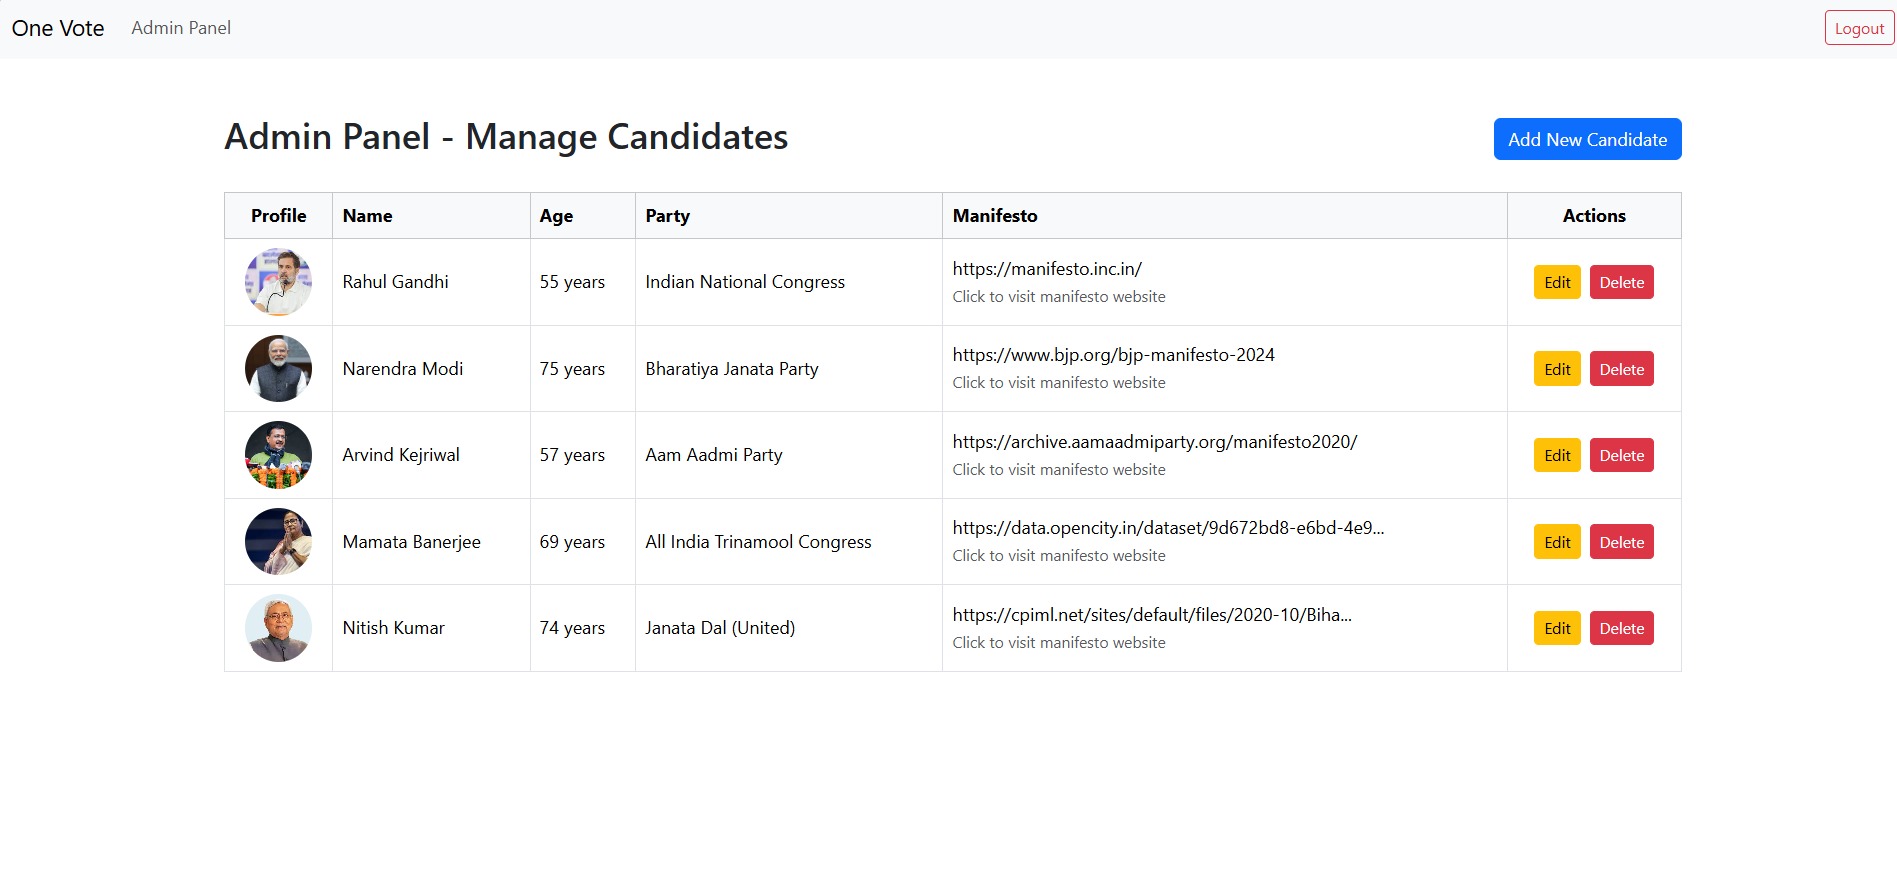 One Vote Admin Panel Logout
Admin Panel - Manage Candidates Add New Candidate
Profile Name Age Party Manifesto Actions
Rahul Gandhi 55 years Indian National Congress https://manifesto.inc.in/ Edit Delete
Click to visit manifesto website
Narendra Modi 75 years Bharatiya Janata Party https://www.bjp.org/bjp-manifesto-2024 Edit Delete
Click to visit manifesto website
Arvind Kejriwal 57 years Aam Aadmi Party https://archive.aamaadmiparty.org/manifesto2020/ Edit Delete
Click to visit manifesto website
Mamata Banerjee 69 years All India Trinamool Congress https://data.opencity.in/dataset/9d672bd8-e6bd-4e9... Edit Delete
Click to visit manifesto website
Nitish Kumar 74 years Janata Dal (United) https://cpiml.net/sites/default/files/2020-10/Biha... Edit Delete
Click to visit manifesto website